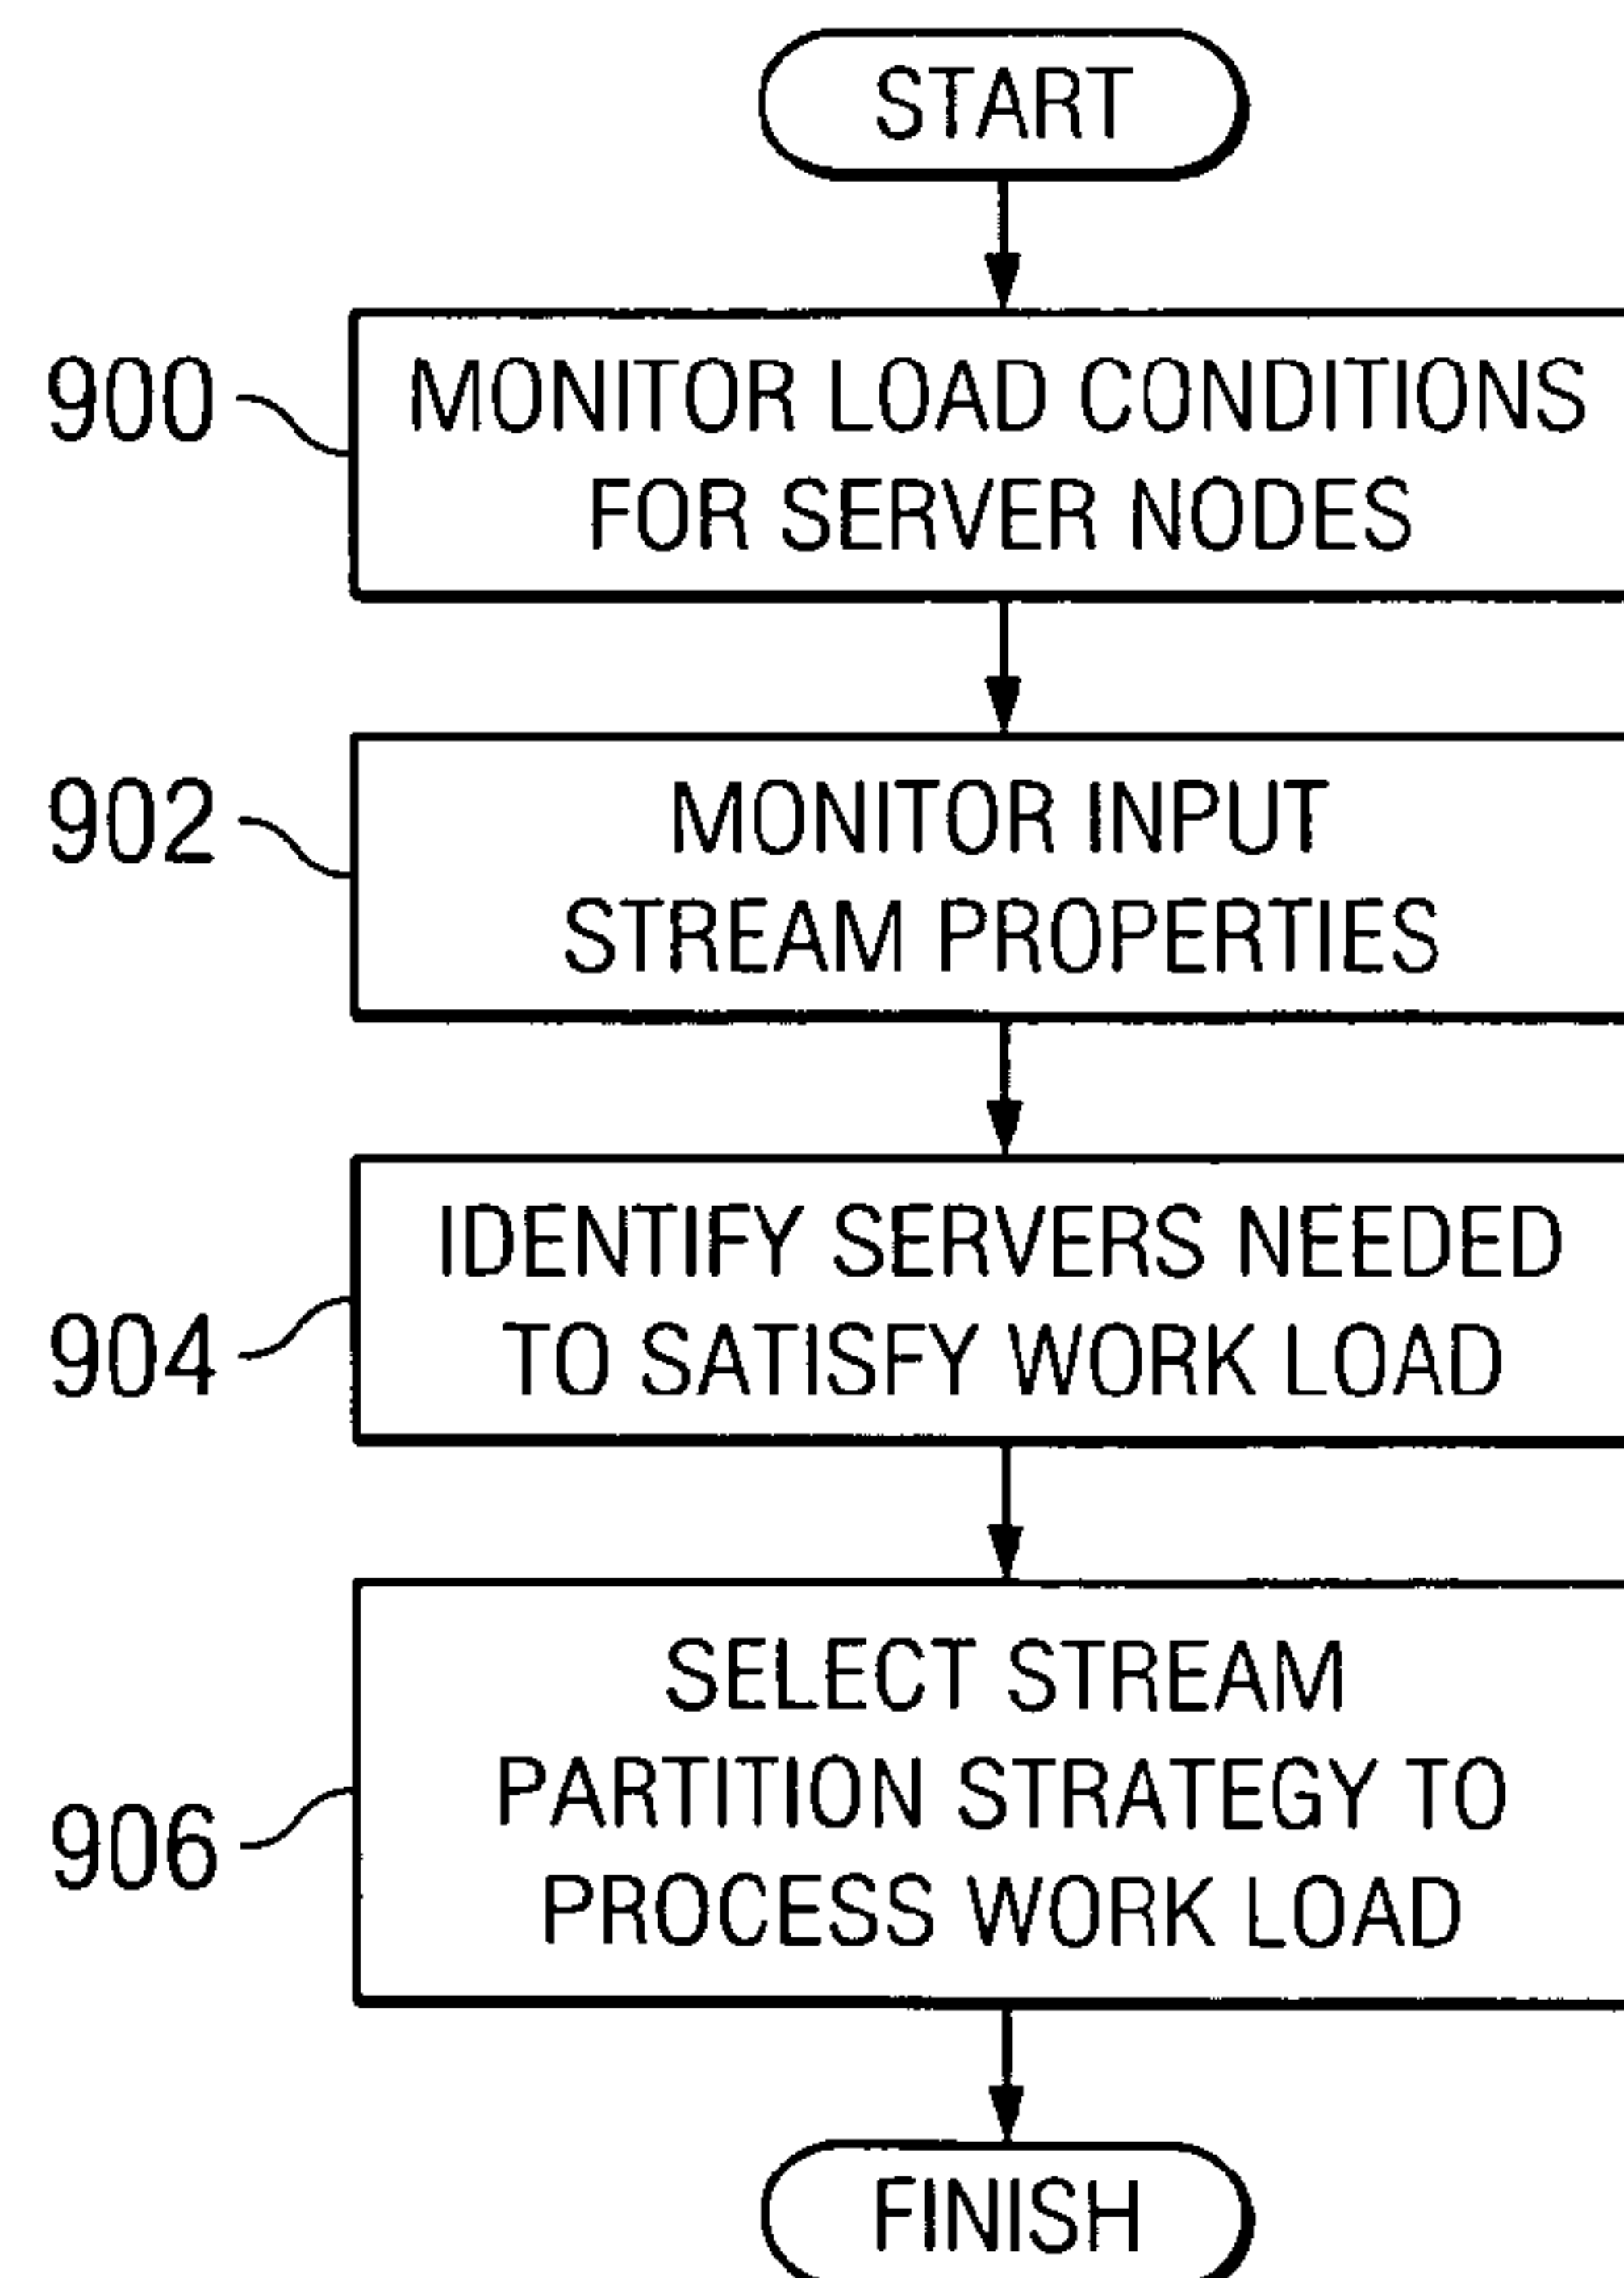 START
900
MONITOR LOAD CONDITIONS
FOR SERVER NODES
902
MONITOR INPUT
STREAM PROPERTIES
904
IDENTIFY SERVERS NEEDED
TO SATISFY WORK LOAD
906
SELECT STREAM
PARTITION STRATEGY TO
PROCESS WORK LOAD
FINISH